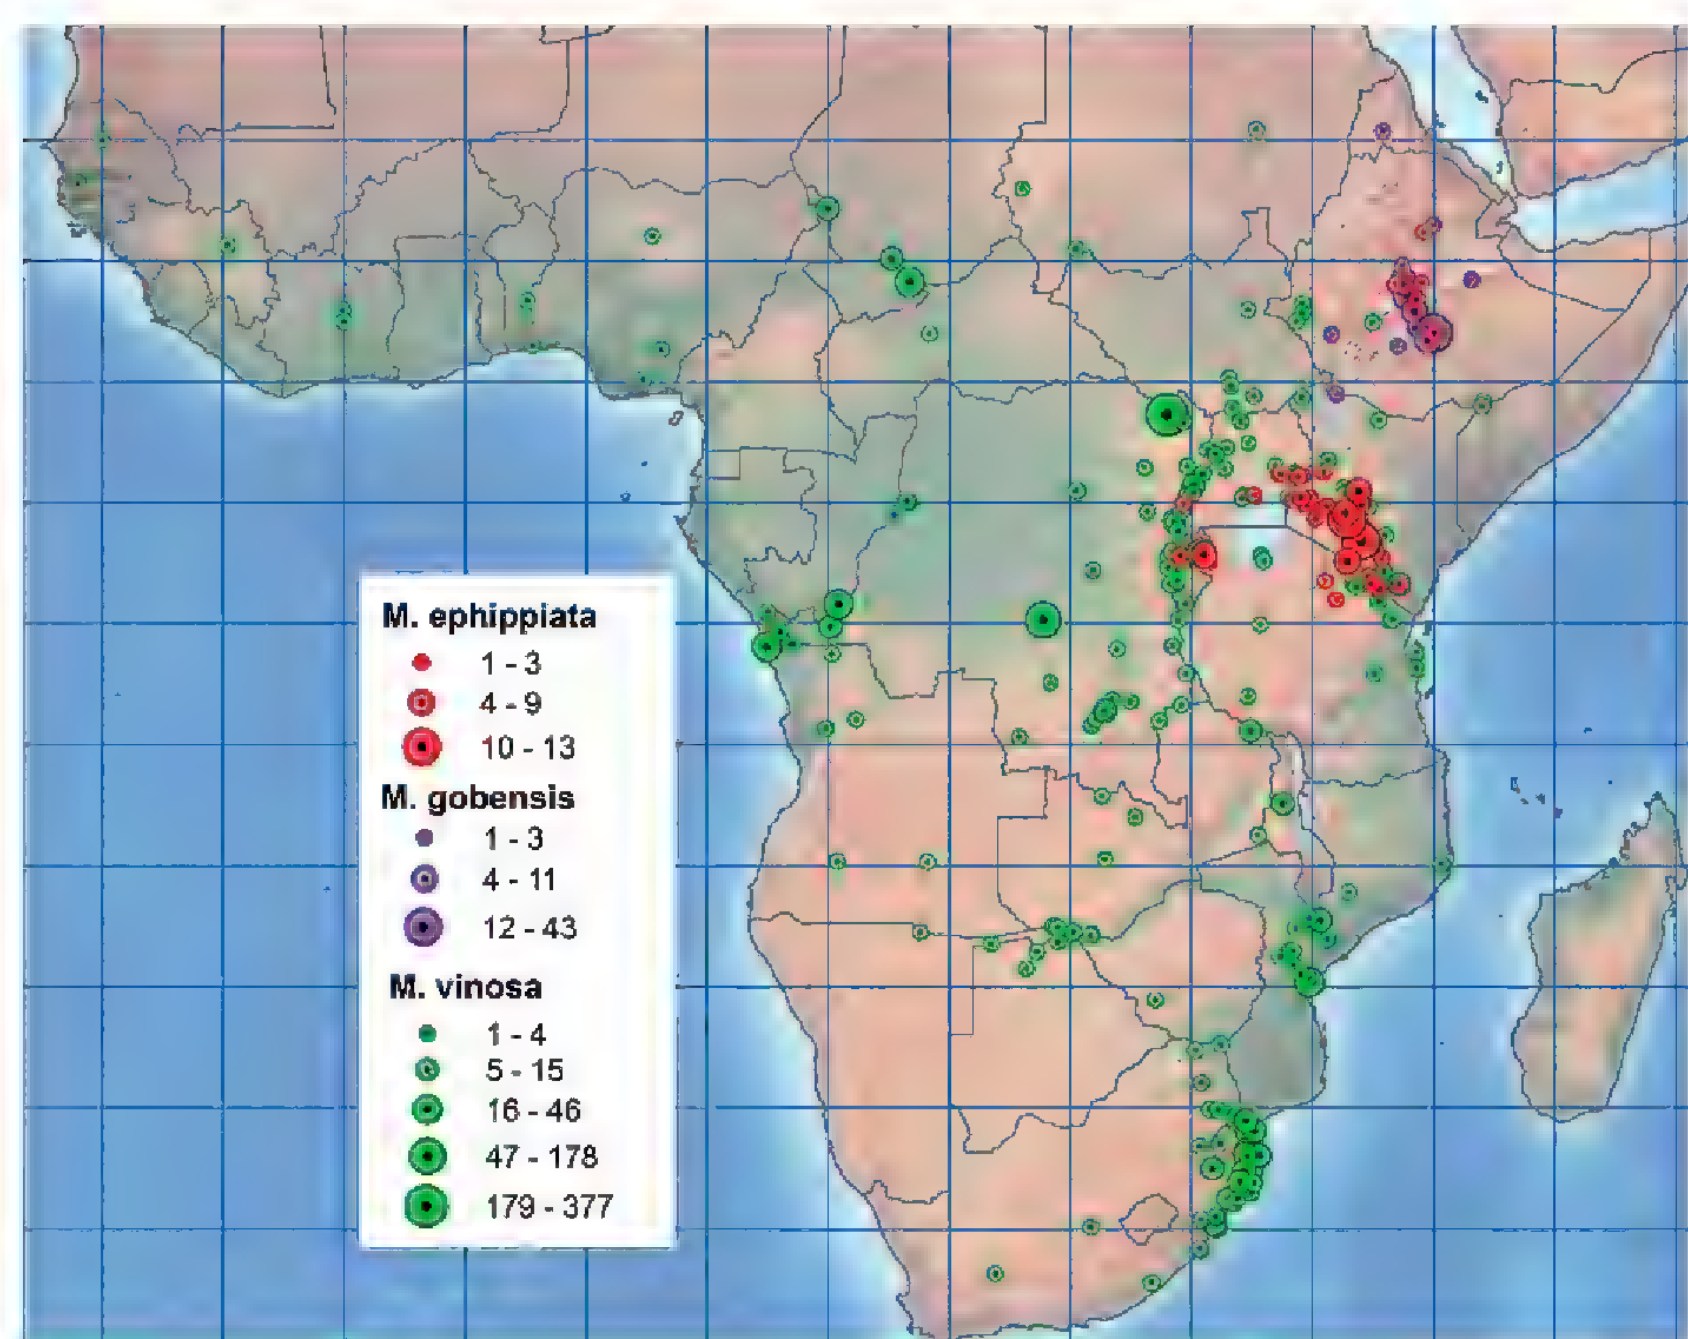 M. ephippiata
1 - 3
4 - 9
10 - 13
M. gobensis
1 - 3
4 - 11
12 - 43
M. vinosa
1 - 4
5 - 15
16 - 46
47 - 178
179 - 377